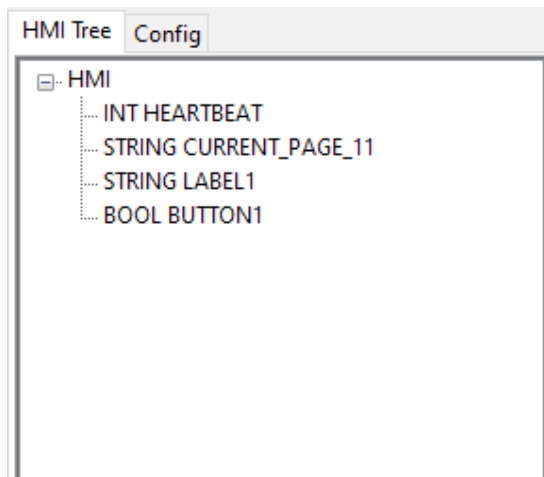 HMI Tree Config
HMI
INT HEARTBEAT
STRING CURRENT_PAGE_11
STRING LABEL1
BOOL BUTTON1